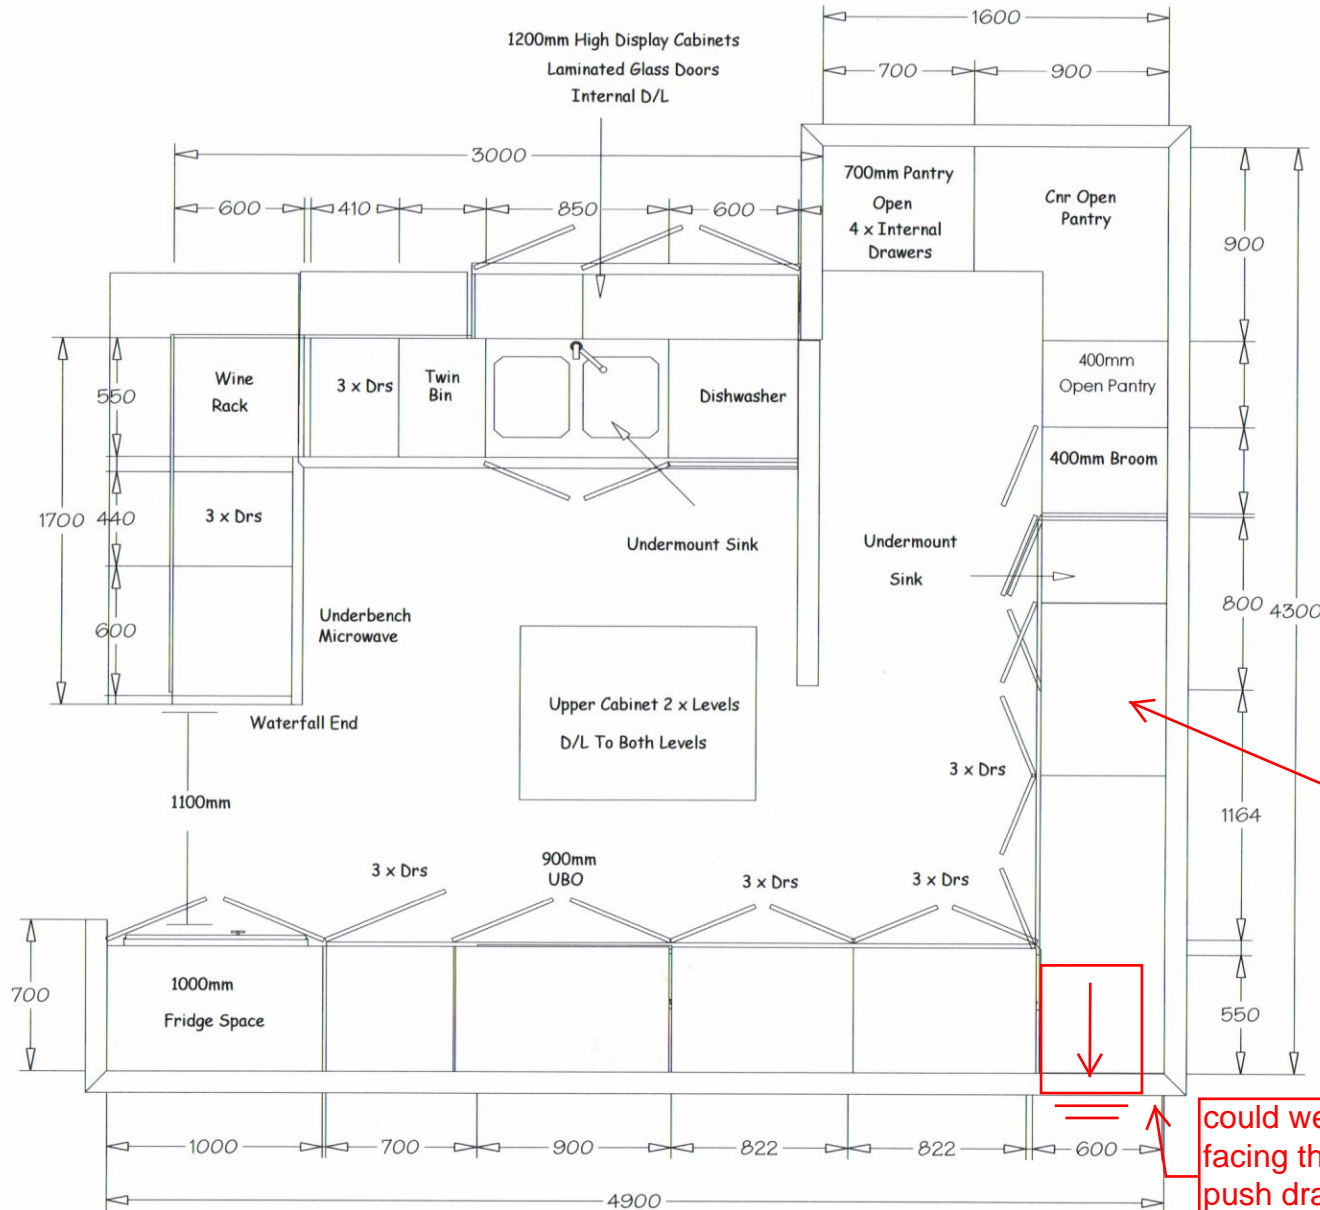 1600
1200mm High Display Cabinets
Laminated Glass Doors
Internal D/L
700
900
3000
600
410
850
600
700mm Pantry
Open
4 x Internal
Drawers
Cnr Open
Pantry
900
4300
Wine
Rack
3 x Drs
Twin
Bin
Dishwasher
400mm
Open Pantry
550
400mm Broom
1700
440
3 x Drs
Undermount Sink
Undermount
Sink
800
600
Underbench
Microwave
Upper Cabinet 2 x Levels
D/L To Both Levels
Waterfall End
3 x Drs
1100mm
1164
3 x Drs
900mm
UBO
3 x Drs
3 x Drs
700
1000mm
Fridge Space
550
1000
700
900
822
822
600
4900
could we
facing th
push dra